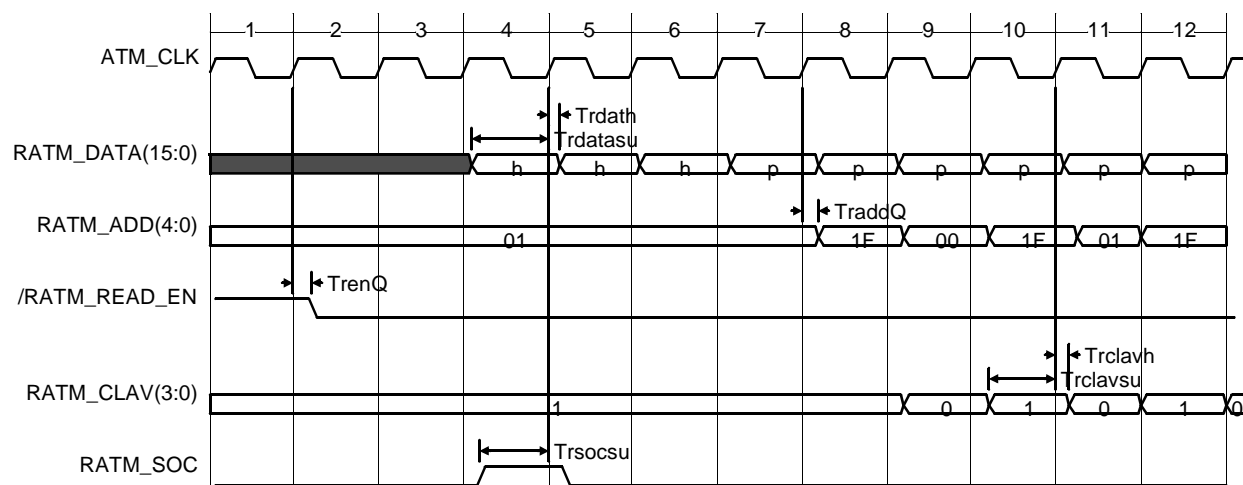 1 2 3 4 5 6 7 8 9 10 11 12
ATM_CLK
Trdath
Trdatasu
RATM_DATA(15:0)
h h h p p p p p p
TraddQ
RATM_ADD(4:0)
01 1F 00 1F 01 1F
TrenQ
/RATM_READ_EN
Trclavh
Trclavsu
RATM_CLAV(3:0)
1 0 1 0 1 0
Trsocsu
RATM_SOC